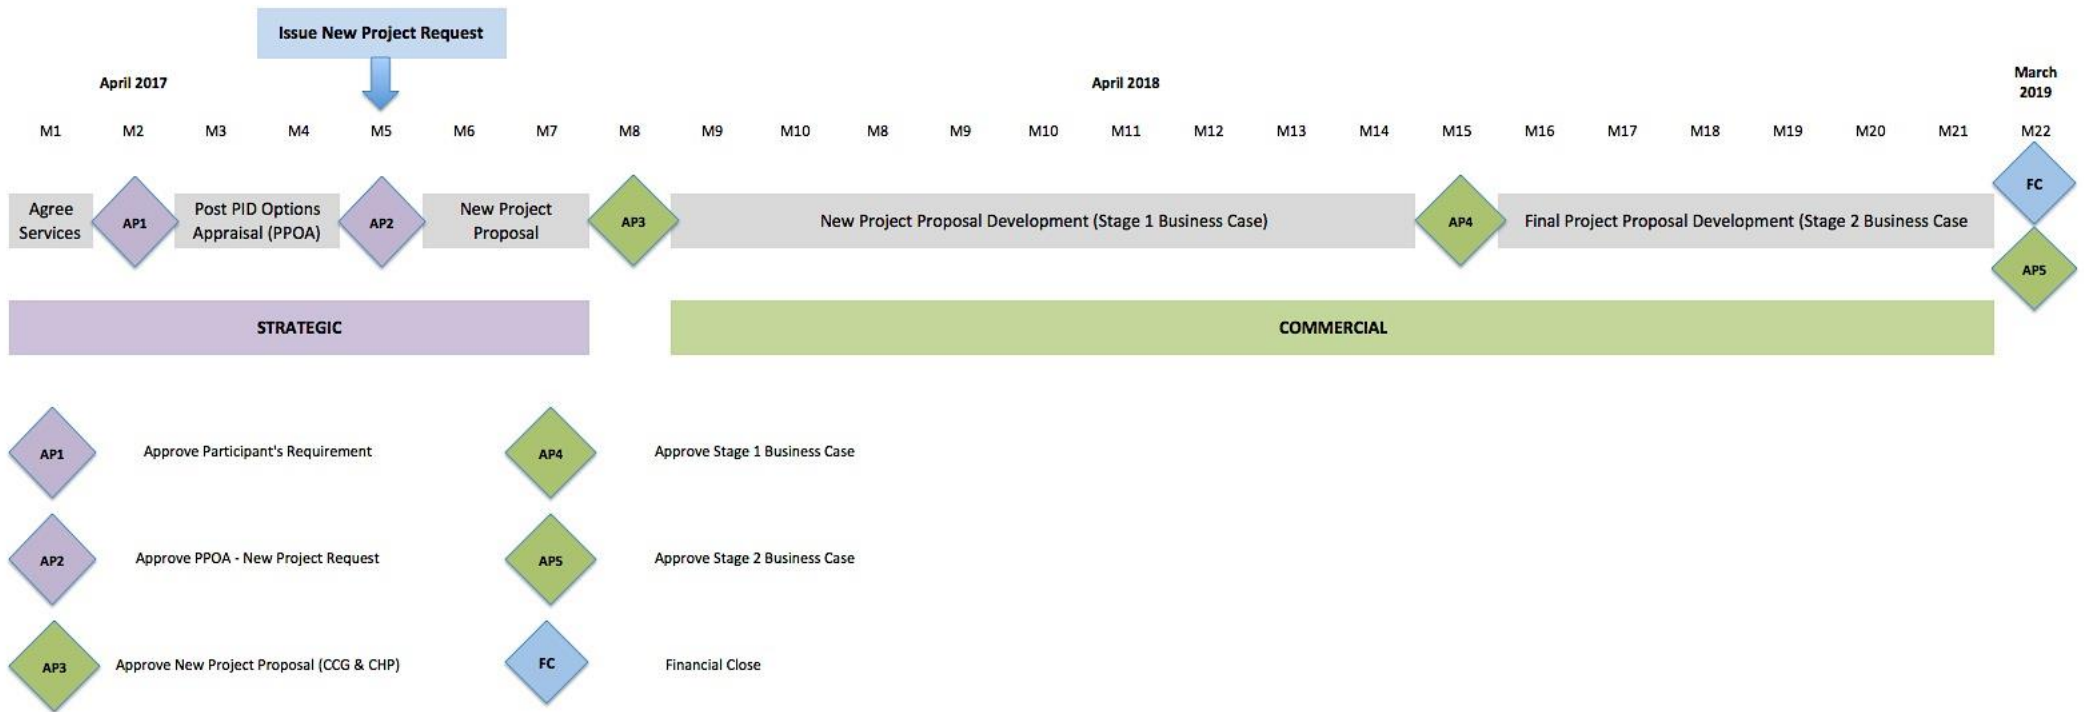 Issue New Project Request
April 2017
April 2018
March
2019
M1 M2 M3 M4 M5 M6 M7 M8 M9 M10 M8 M9 M10 M11 M12 M13 M14 M15 M16 M17 M18 M19 M20 M21 M22
Agree
Services
AP1
Post PID Options
Appraisal (PPOA)
AP2
New Project
Proposal
AP3
New Project Proposal Development (Stage 1 Business Case)
AP4
Final Project Proposal Development (Stage 2 Business Case
FC
AP5
STRATEGIC
COMMERCIAL
AP1 Approve Participant's Requirement
AP4 Approve Stage 1 Business Case
AP2 Approve PPOA - New Project Request
AP5 Approve Stage 2 Business Case
AP3 Approve New Project Proposal (CCG & CHP)
FC Financial Close